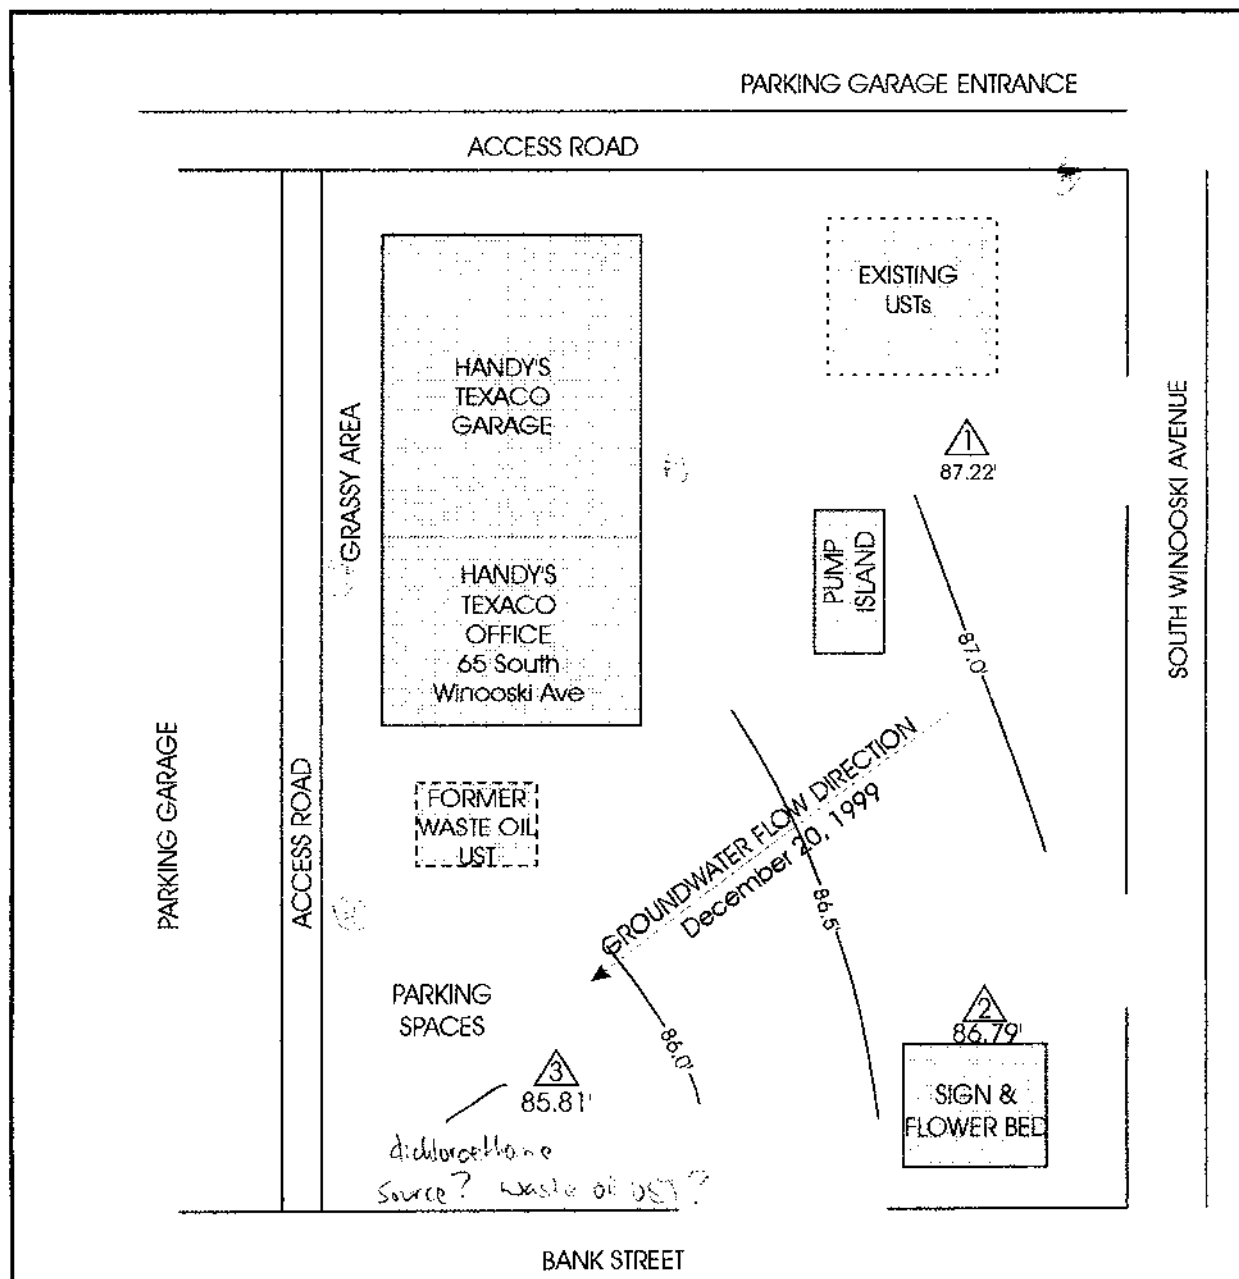 PARKING GARAGE ENTRANCE
ACCESS ROAD
EXISTING
USTs
HANDY'S
TEXACO
GARAGE
GRASSY AREA
1
87.22'
SOUTH WINOOSKI AVENUE
PUMP
ISLAND
HANDY'S
TEXACO
OFFICE
65 South
Winooski Ave
87.0'
PARKING GARAGE
ACCESS ROAD
FORMER
WASTE OIL
UST
GROUNDWATER FLOW DIRECTION
December 20, 1999
86.5'
PARKING
SPACES
86.0'
2
86.79'
3
85.81'
SIGN &
FLOWER BED
dichloroethane
source? waste oil UST?
BANK STREET